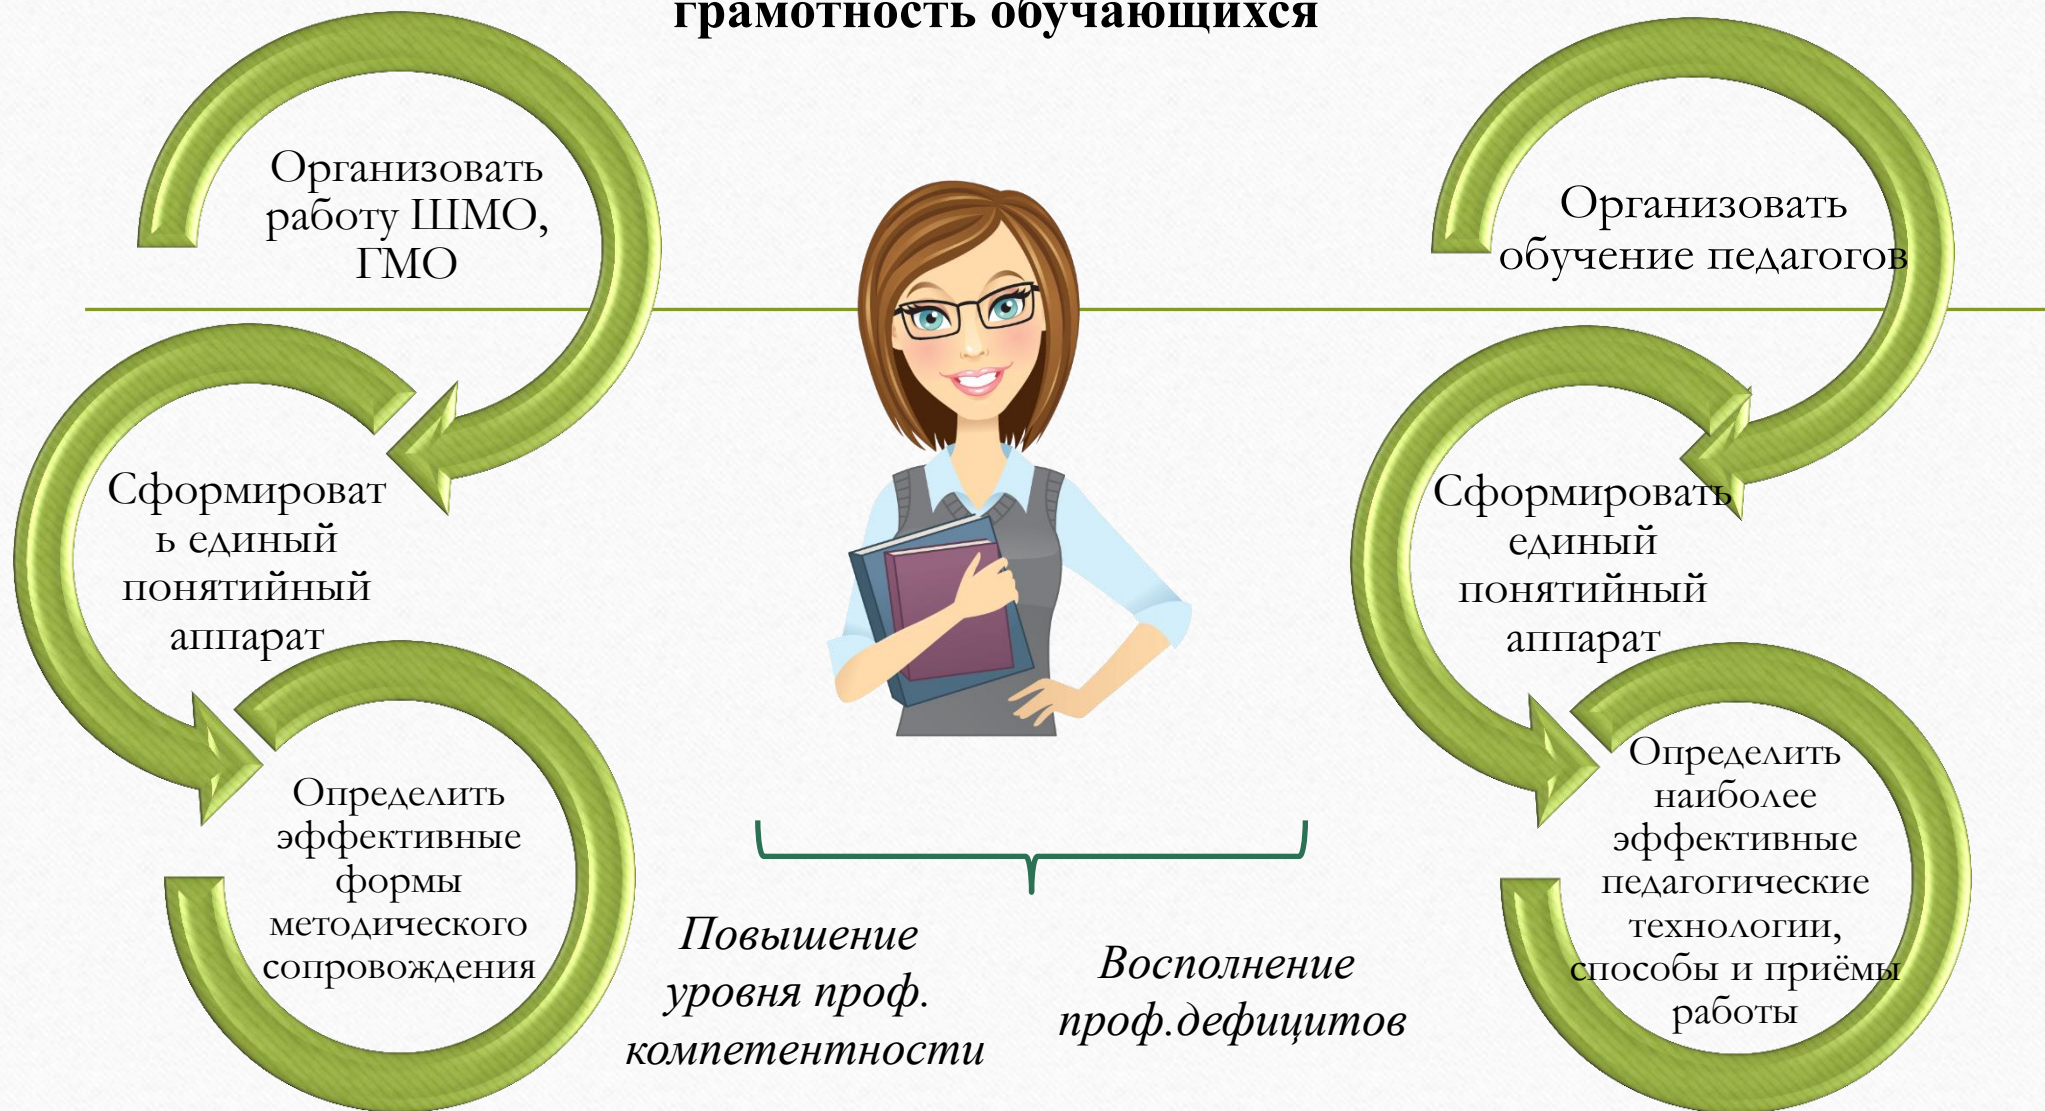 грамотность обучающихся
Организовать
работу ШМО,
ГМО
Сформироват
ь единый
понятийный
аппарат
Определить
эффективные
формы
методического
сопровождения
Организовать
обучение педагогов
Сформировать
единый
понятийный
аппарат
Определить
наиболее
эффективные
педагогические
технологии,
способы и приёмы
работы
Повышение
уровня проф.
компетентности
Восполнение
проф.дефицитов